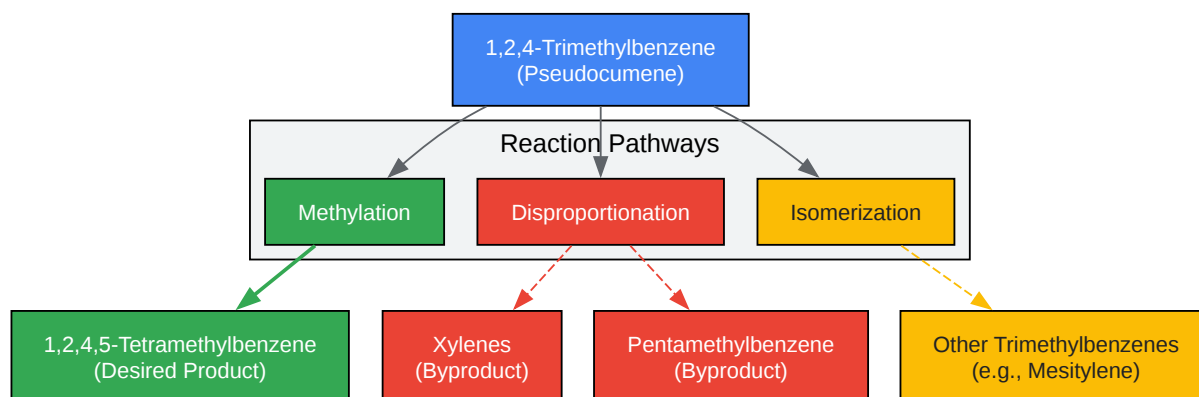 1,2,4-Trimethylbenzene
(Pseudocumene)
Reaction Pathways
Methylation
Disproportionation
Isomerization
1,2,4,5-Tetramethylbenzene
(Desired Product)
Xylenes
(Byproduct)
Pentamethylbenzene
(Byproduct)
Other Trimethylbenzenes
(e.g., Mesitylene)